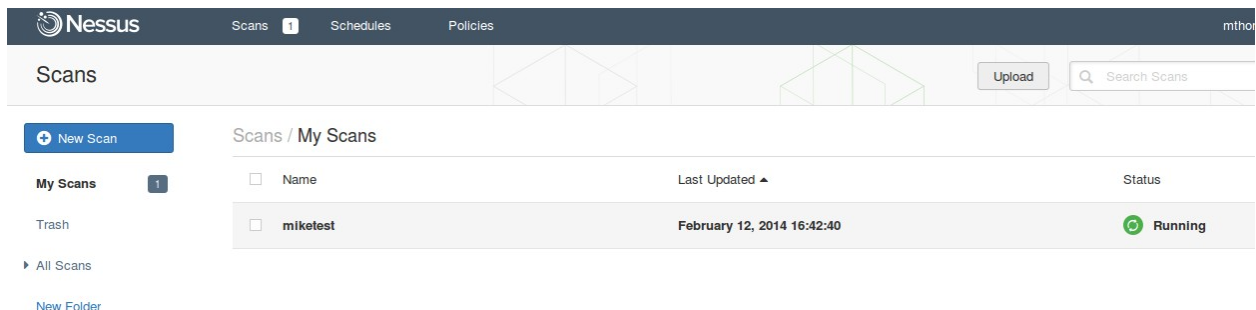 Nessus Scans 1 Schedules Policies mthor
Scans Upload Search Scans
New Scan Scans / My Scans
My Scans 1 Name Last Updated Status
Trash miketest February 12, 2014 16:42:40 Running
All Scans
New Folder